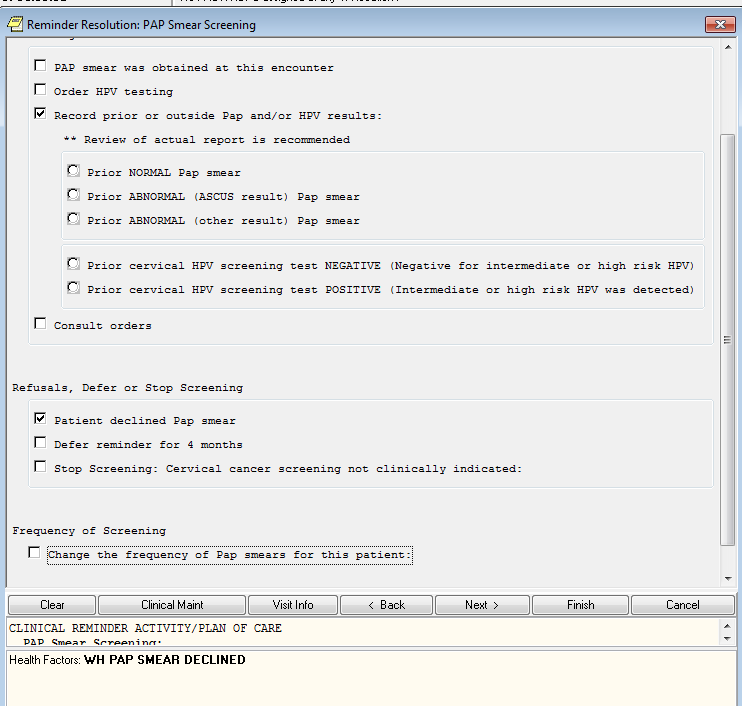 Reminder Resolution: PAP Smear Screening
PAP smear was obtained at this encounter
Order HPV testing
Record prior or outside Pap and/or HPV results:
** Review of actual report is recommended
Prior NORMAL Pap smear
Prior ABNORMAL (ASCUS result) Pap smear
Prior ABNORMAL (other result) Pap smear
Prior cervical HPV screening test NEGATIVE (Negative for intermediate or high risk HPV)
Prior cervical HPV screening test POSITIVE (Intermediate or high risk HPV was detected)
Consult orders
Refusals, Defer or Stop Screening
Patient declined Pap smear
Defer reminder for 4 months
Stop Screening: Cervical cancer screening not clinically indicated:
Frequency of Screening
Change the frequency of Pap smears for this patient:
Clear Clinical Maint Visit Info < Back Next > Finish Cancel
CLINICAL REMINDER ACTIVITY/PLAN OF CARE
PAP Smear Screening:
Health Factors: WH PAP SMEAR DECLINED